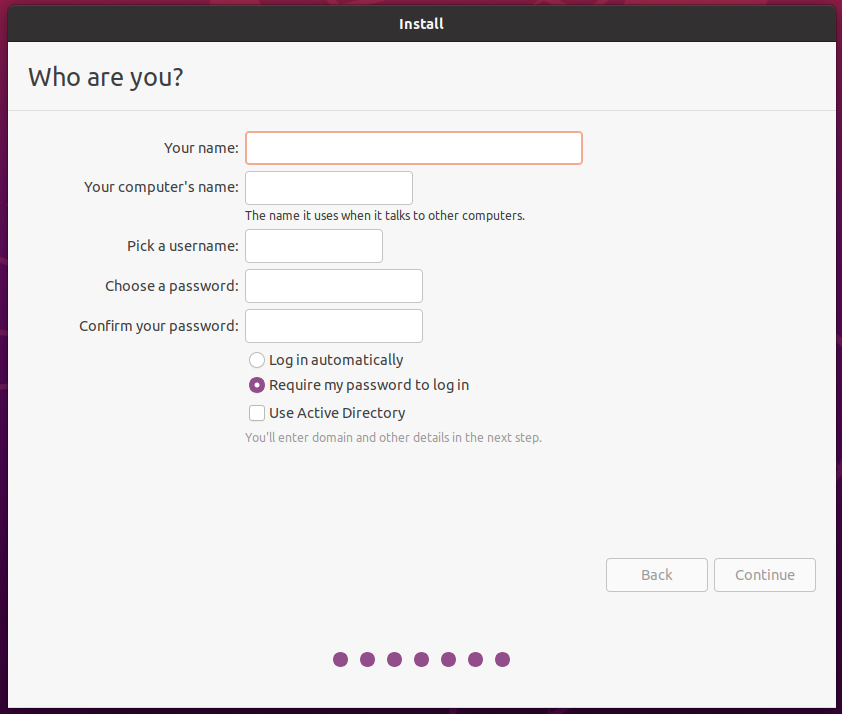 Install
Who are you?
Your name:
Your computer's name:
The name it uses when it talks to other computers.
Pick a username:
Choose a password:
Confirm your password:
Log in automatically
Require my password to log in
Use Active Directory
You'll enter domain and other details in the next step.
Back Continue